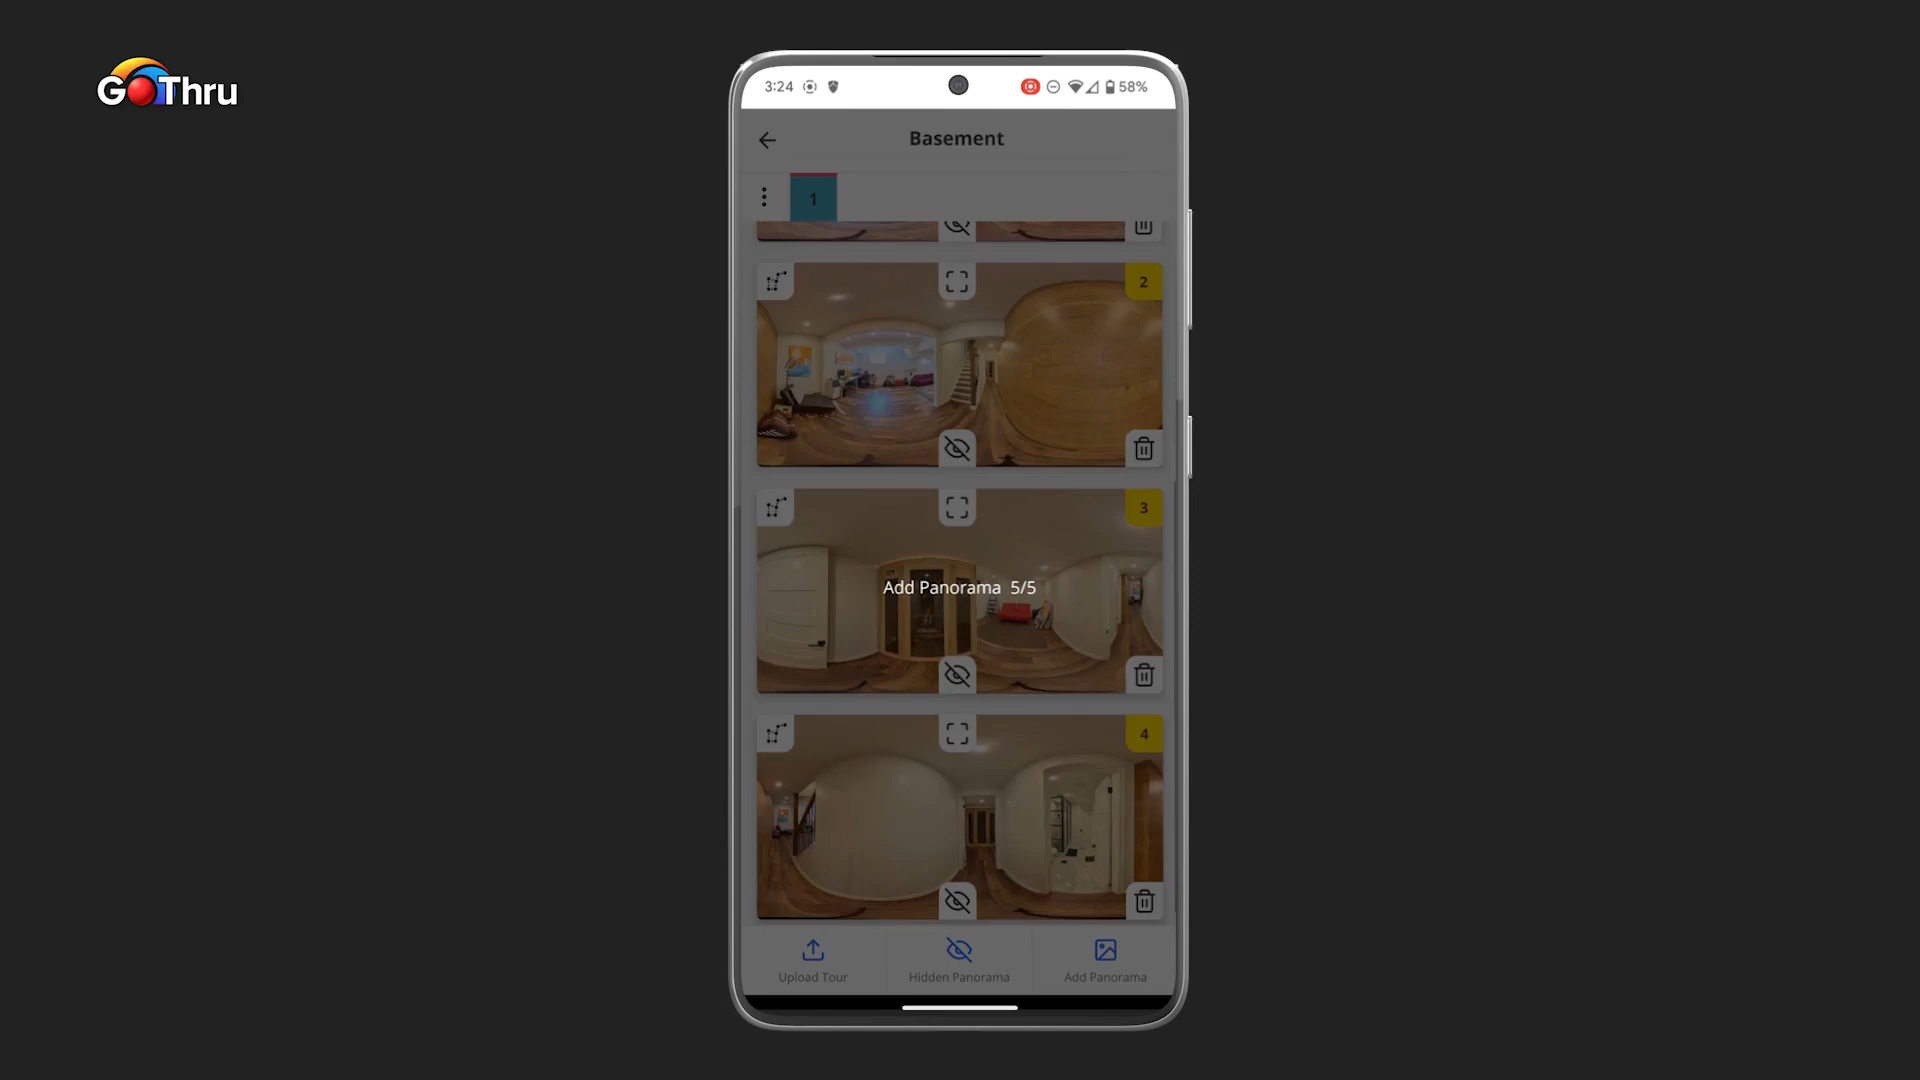 GoThru
3:24
58%
Basement
1
2
3
Add Panorama 5/5
4
Upload Tour
Hidden Panorama
Add Panorama